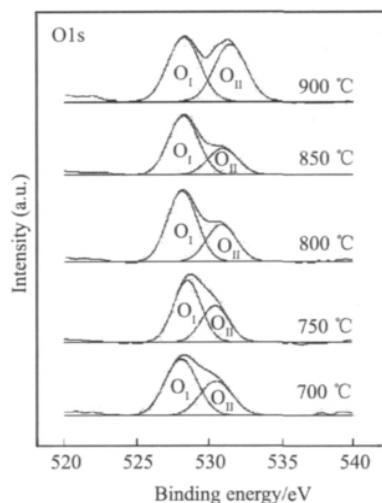 O1s
O_I O_II
900 ℃
O_I O_II
850 ℃
O_I O_II
800 ℃
O_I O_II
750 ℃
O_I O_II
700 ℃
Intensity (a.u.)
520 525 530 535 540
Binding energy/eV